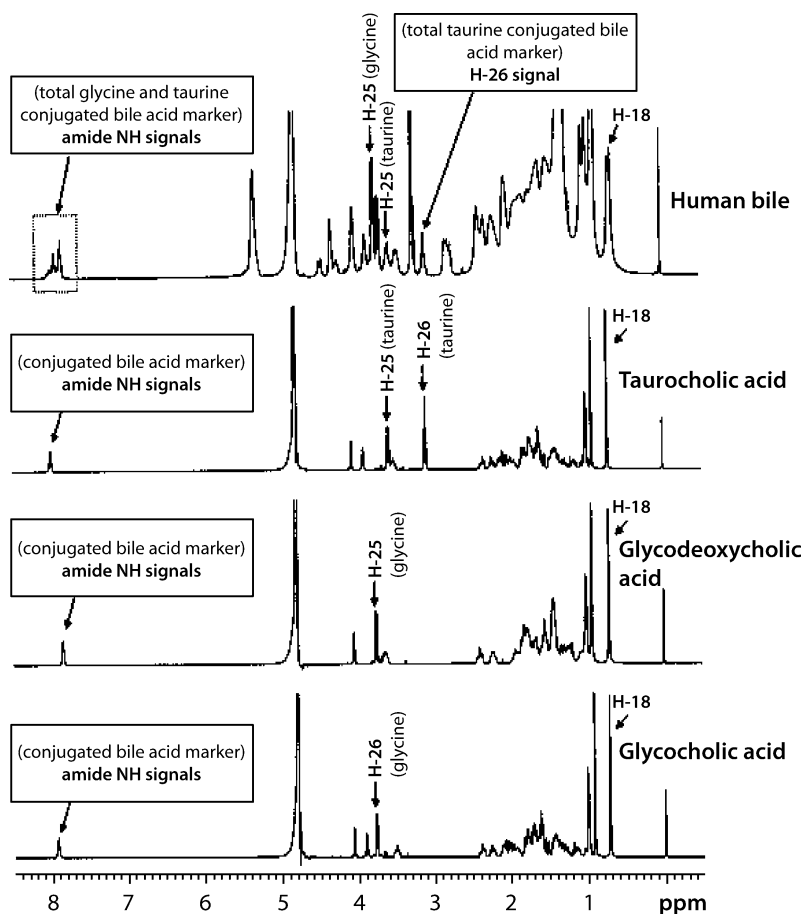 (total taurine conjugated bile
acid marker)
H-26 signal
(total glycine and taurine
conjugated bile acid marker)
amide NH signals
H-25 (glycine)
H-25 (taurine)
H-18
Human bile
(conjugated bile acid marker)
amide NH signals
H-25 (taurine)
H-26
(taurine)
H-18
Taurocholic acid
(conjugated bile acid marker)
amide NH signals
H-25
(glycine)
H-18
Glycodeoxycholic
acid
(conjugated bile acid marker)
amide NH signals
H-26
(glycine)
H-18
Glycocholic acid
8 7 6 5 4 3 2 1 ppm